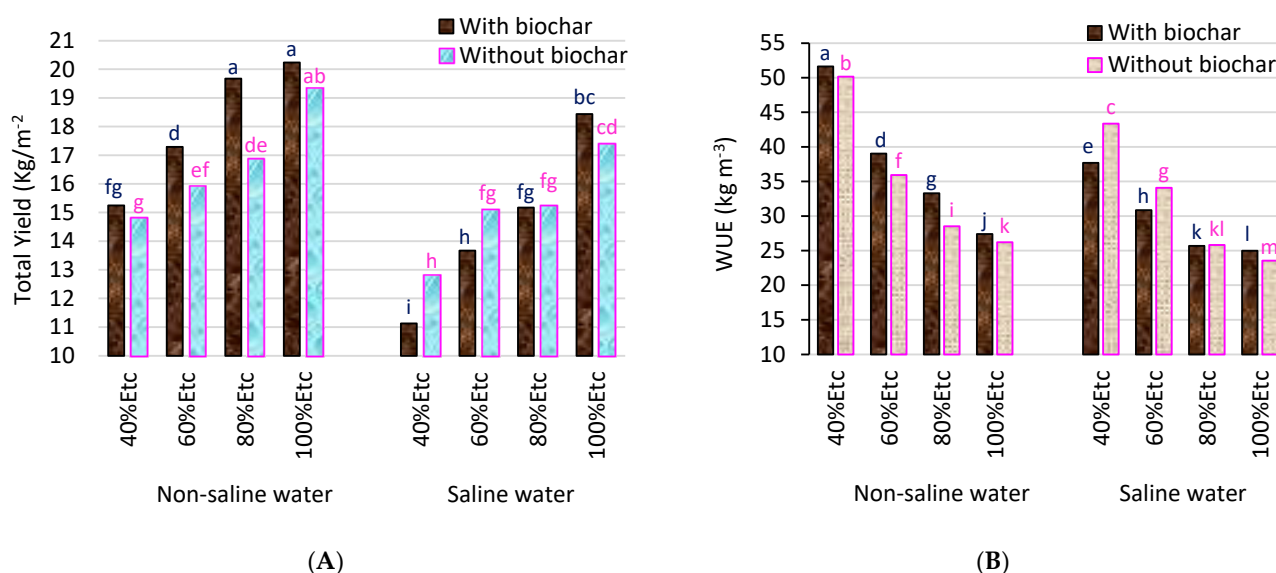 With biochar
Without biochar
Total Yield (Kg/m⁻²)
21
20
19
18
17
16
15
14
13
12
11
10
fg
g
d
ef
a
de
a
ab
i
h
h
fg
fg
fg
bc
cd
40%Etc
60%Etc
80%Etc
100%Etc
40%Etc
60%Etc
80%Etc
100%Etc
Non-saline water
Saline water
(A)
With biochar
Without biochar
WUE (kg m⁻³)
55
50
45
40
35
30
25
20
15
10
a
b
d
f
g
i
j
k
e
c
h
g
k
kl
l
m
40%Etc
60%Etc
80%Etc
100%Etc
40%Etc
60%Etc
80%Etc
100%Etc
Non-saline water
Saline water
(B)